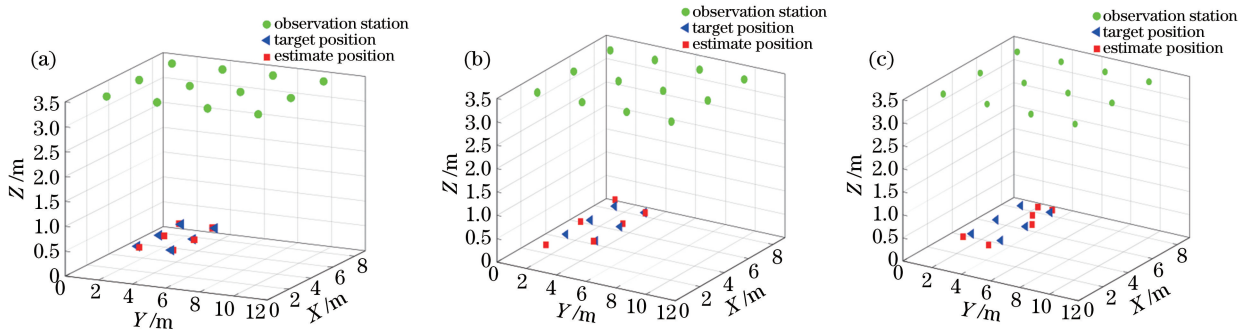 (a)
observation station
target position
estimate position
3.5
3.0
2.5
2.0
1.5
1.0
0.5
0
Z /m
0
2
4
6
8
10
12
Y /m
0
2
4
6
8
X /m
(b)
observation station
target position
estimate position
3.5
3.0
2.5
2.0
1.5
1.0
0.5
0
Z /m
0
2
4
6
8
10
12
Y /m
0
2
4
6
8
X /m
(c)
observation station
target position
estimate position
3.5
3.0
2.5
2.0
1.5
1.0
0.5
0
Z /m
0
2
4
6
8
10
12
Y /m
0
2
4
6
8
X /m